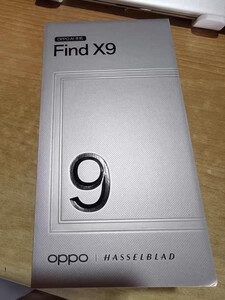 Find X9
9
oppo | HASSELBLAD